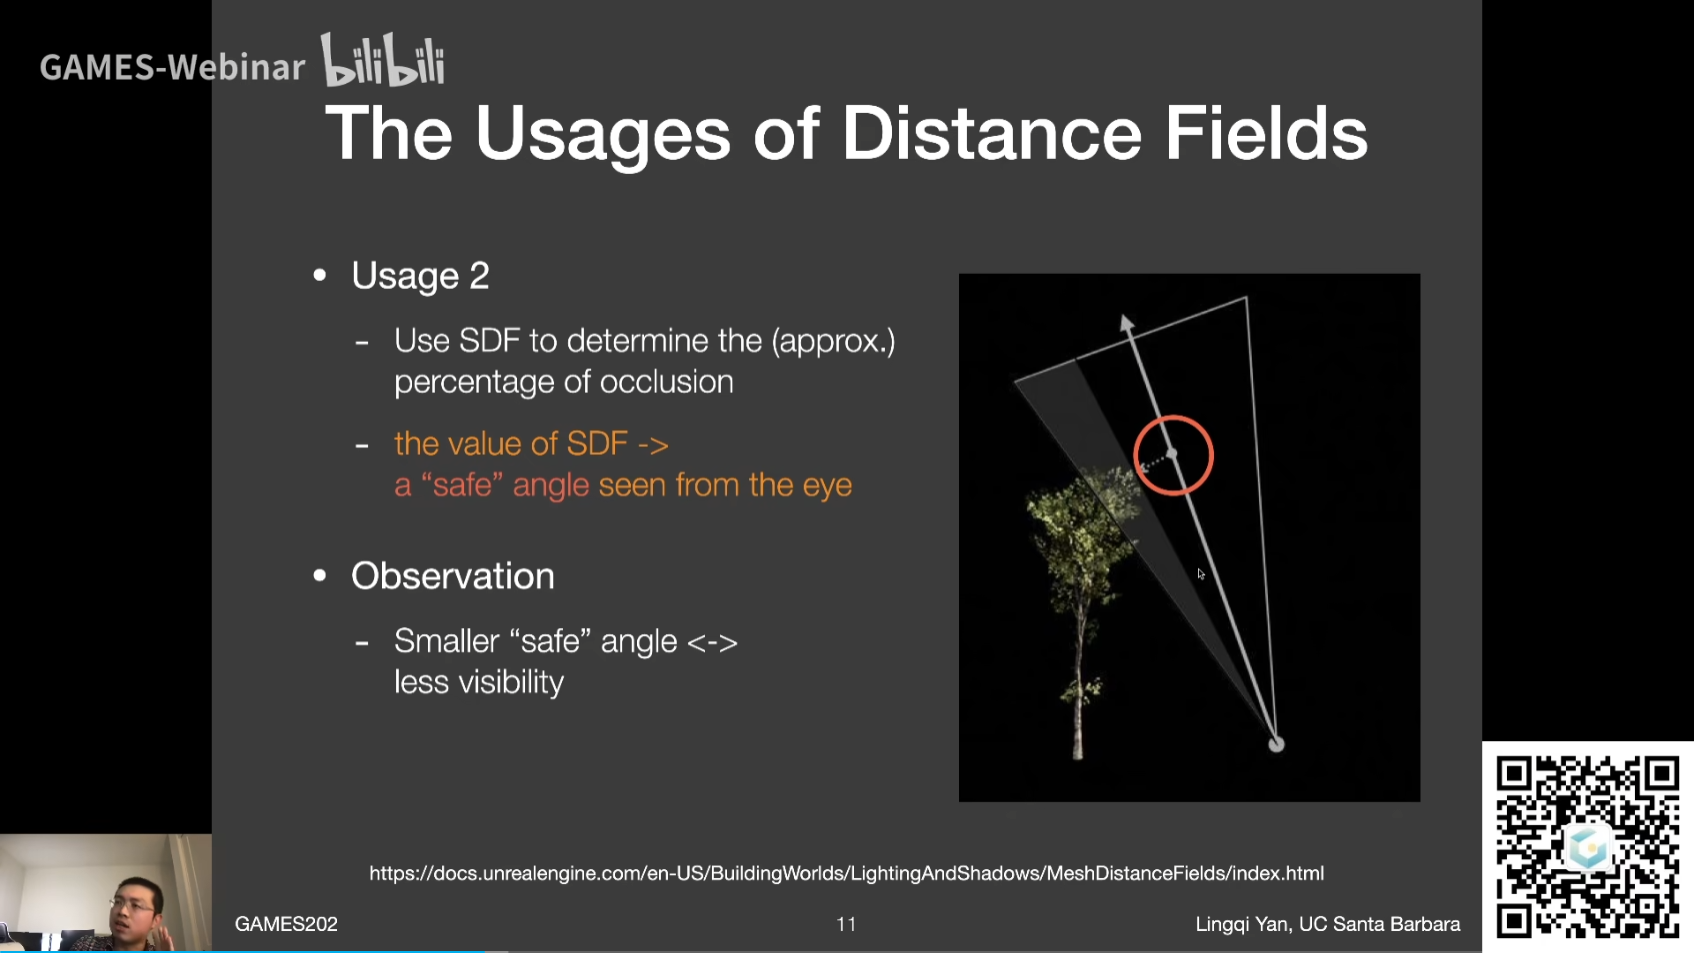 GAMES-Webinar bilibili
The Usages of Distance Fields
• Usage 2
- Use SDF to determine the (approx.)
percentage of occlusion
- the value of SDF ->
a “safe” angle seen from the eye
• Observation
- Smaller “safe” angle <->
less visibility
https://docs.unrealengine.com/en-US/BuildingWorlds/LightingAndShadows/MeshDistanceFields/index.html
GAMES202
11
Lingqi Yan, UC Santa Barbara